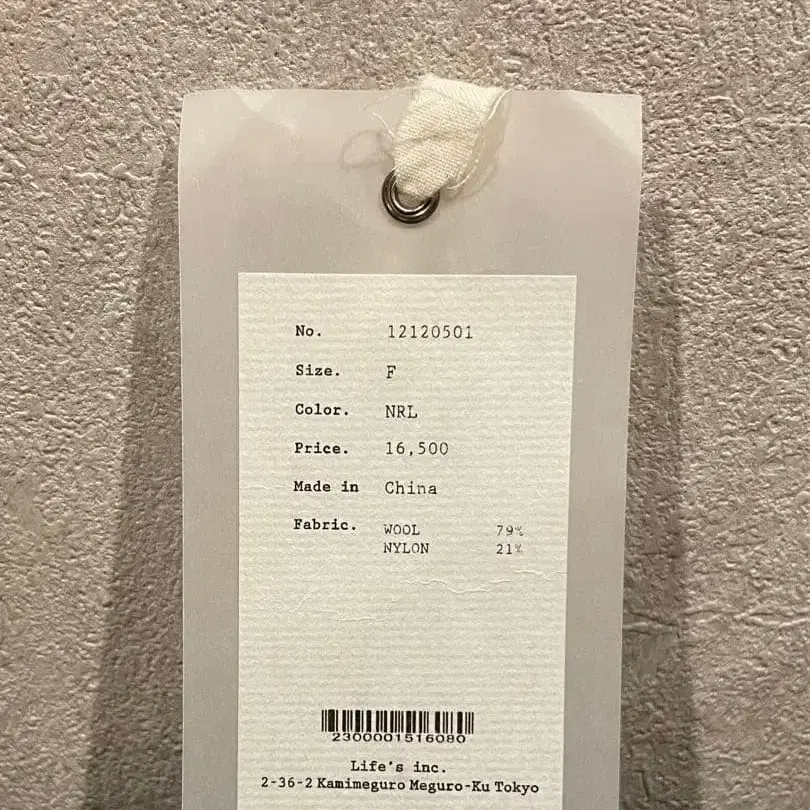 No. 12120501
Size. F
Color. NRL
Price. 16,500
Made in China
Fabric. WOOL 79%
NYLON 21%
2300001516080
Life's inc.
2-36-2 Kamimeguro Meguro-Ku Tokyo